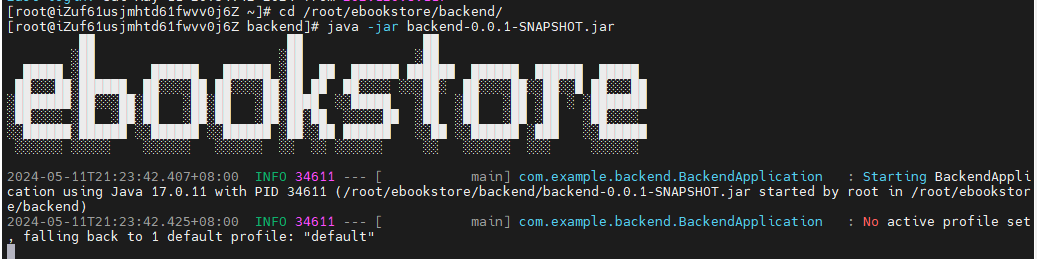 [root@iZuf61usjmhtd61fwvv0j6Z ~]# cd /root/ebookstore/backend/
[root@iZuf61usjmhtd61fwvv0j6Z backend]# java -jar backend-0.0.1-SNAPSHOT.jar
ebookstore
2024-05-11T21:23:42.407+08:00  INFO 34611 --- [           main] com.example.backend.BackendApplication   : Starting BackendAppli
cation using Java 17.0.11 with PID 34611 (/root/ebookstore/backend/backend-0.0.1-SNAPSHOT.jar started by root in /root/ebookstor
e/backend)
2024-05-11T21:23:42.425+08:00  INFO 34611 --- [           main] com.example.backend.BackendApplication   : No active profile set
, falling back to 1 default profile: "default"